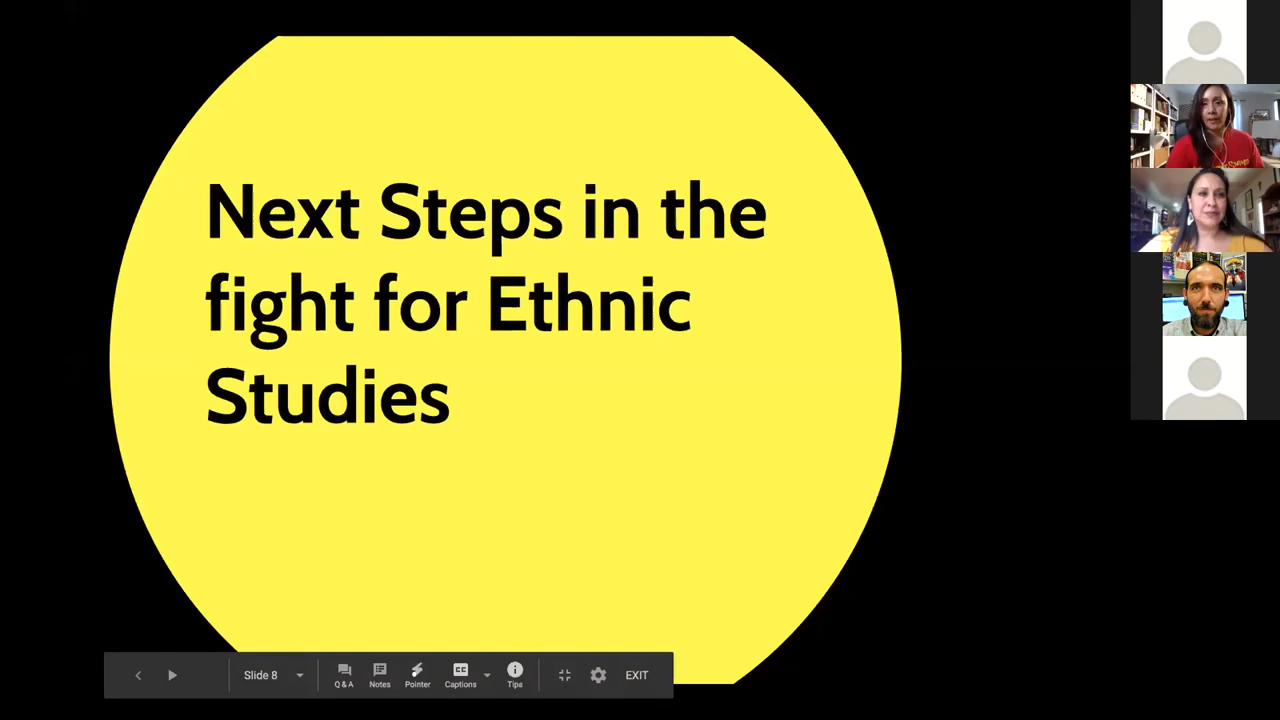 Next Steps in the
fight for Ethnic
Studies
Slide 8
Q & A
Notes
Pointer
Captions
Tips
EXIT